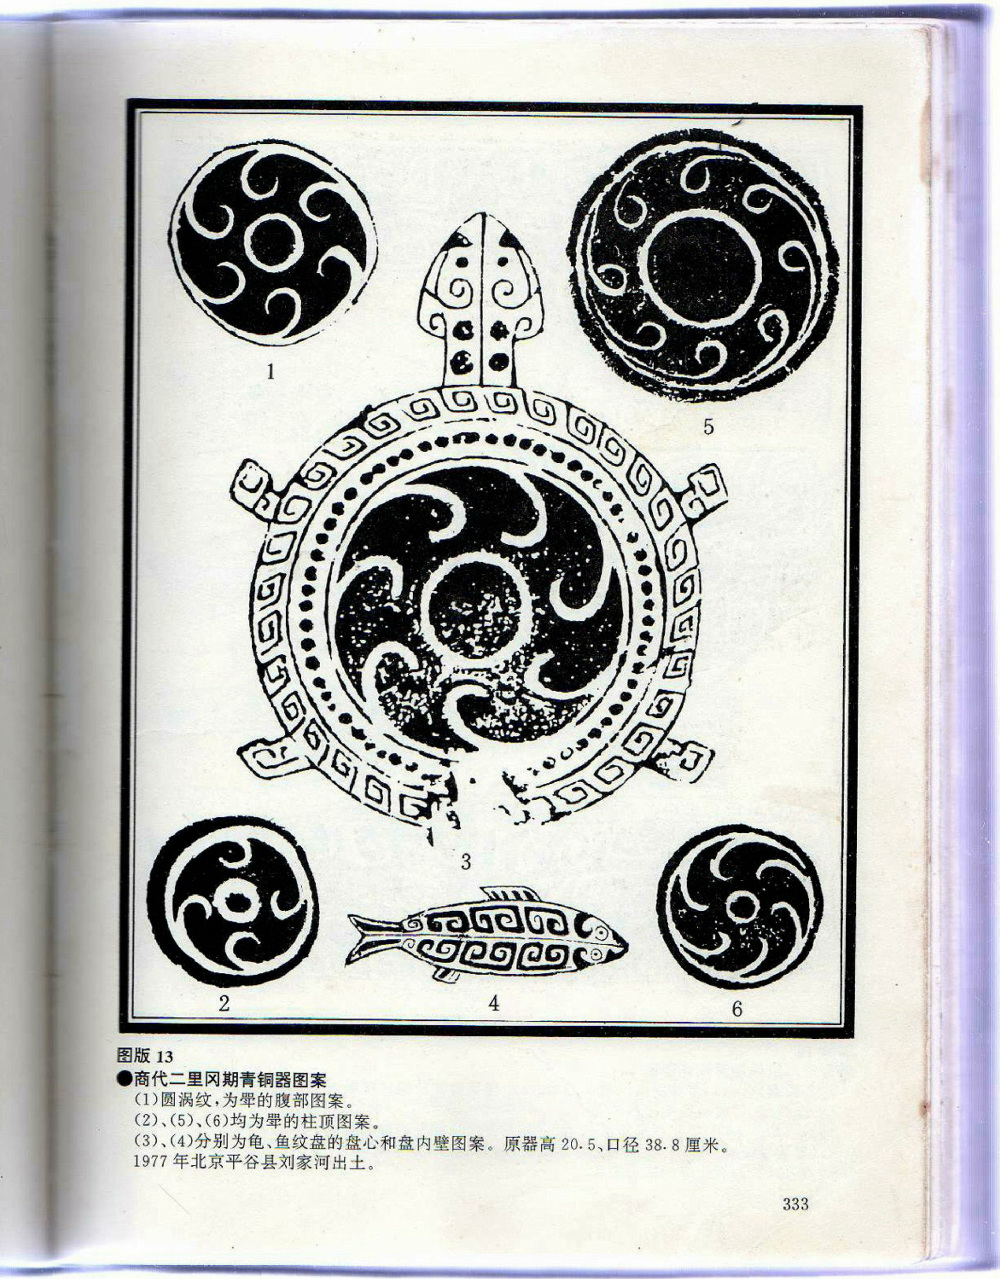 1
5
3
2
4
6
图版 13
●商代二里冈期青铜器图案
(1)圆涡纹,为斝的腹部图案。
(2)、(5)、(6)均为斝的柱顶图案。
(3)、(4)分别为龟、鱼纹盘的盘心和盘内壁图案。原器高 20.5、口径 38.8 厘米。
1977 年北京平谷县刘家河出土。
333